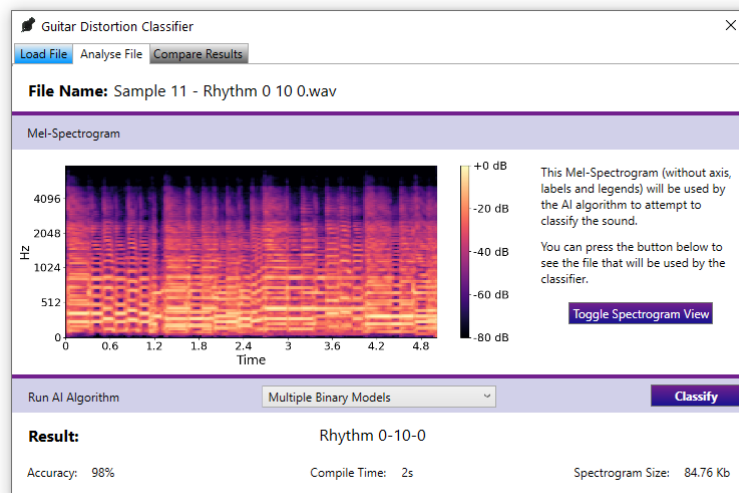 Guitar Distortion Classifier
Load File Analyse File Compare Results
File Name: Sample 11 - Rhythm 0 10 0.wav
Mel-Spectrogram
4096
2048
1024
512
0
Hz
0 0.6 1.2 1.8 2.4 3 3.6 4.2 4.8
Time
+0 dB
-20 dB
-40 dB
-60 dB
-80 dB
This Mel-Spectrogram (without axis,
labels and legends) will be used by
the AI algorithm to attempt to
classify the sound.
You can press the button below to
see the file that will be used by the
classifier.
Toggle Spectrogram View
Run AI Algorithm Multiple Binary Models Classify
Result: Rhythm 0-10-0
Accuracy: 98% Compile Time: 2s Spectrogram Size: 84.76 Kb